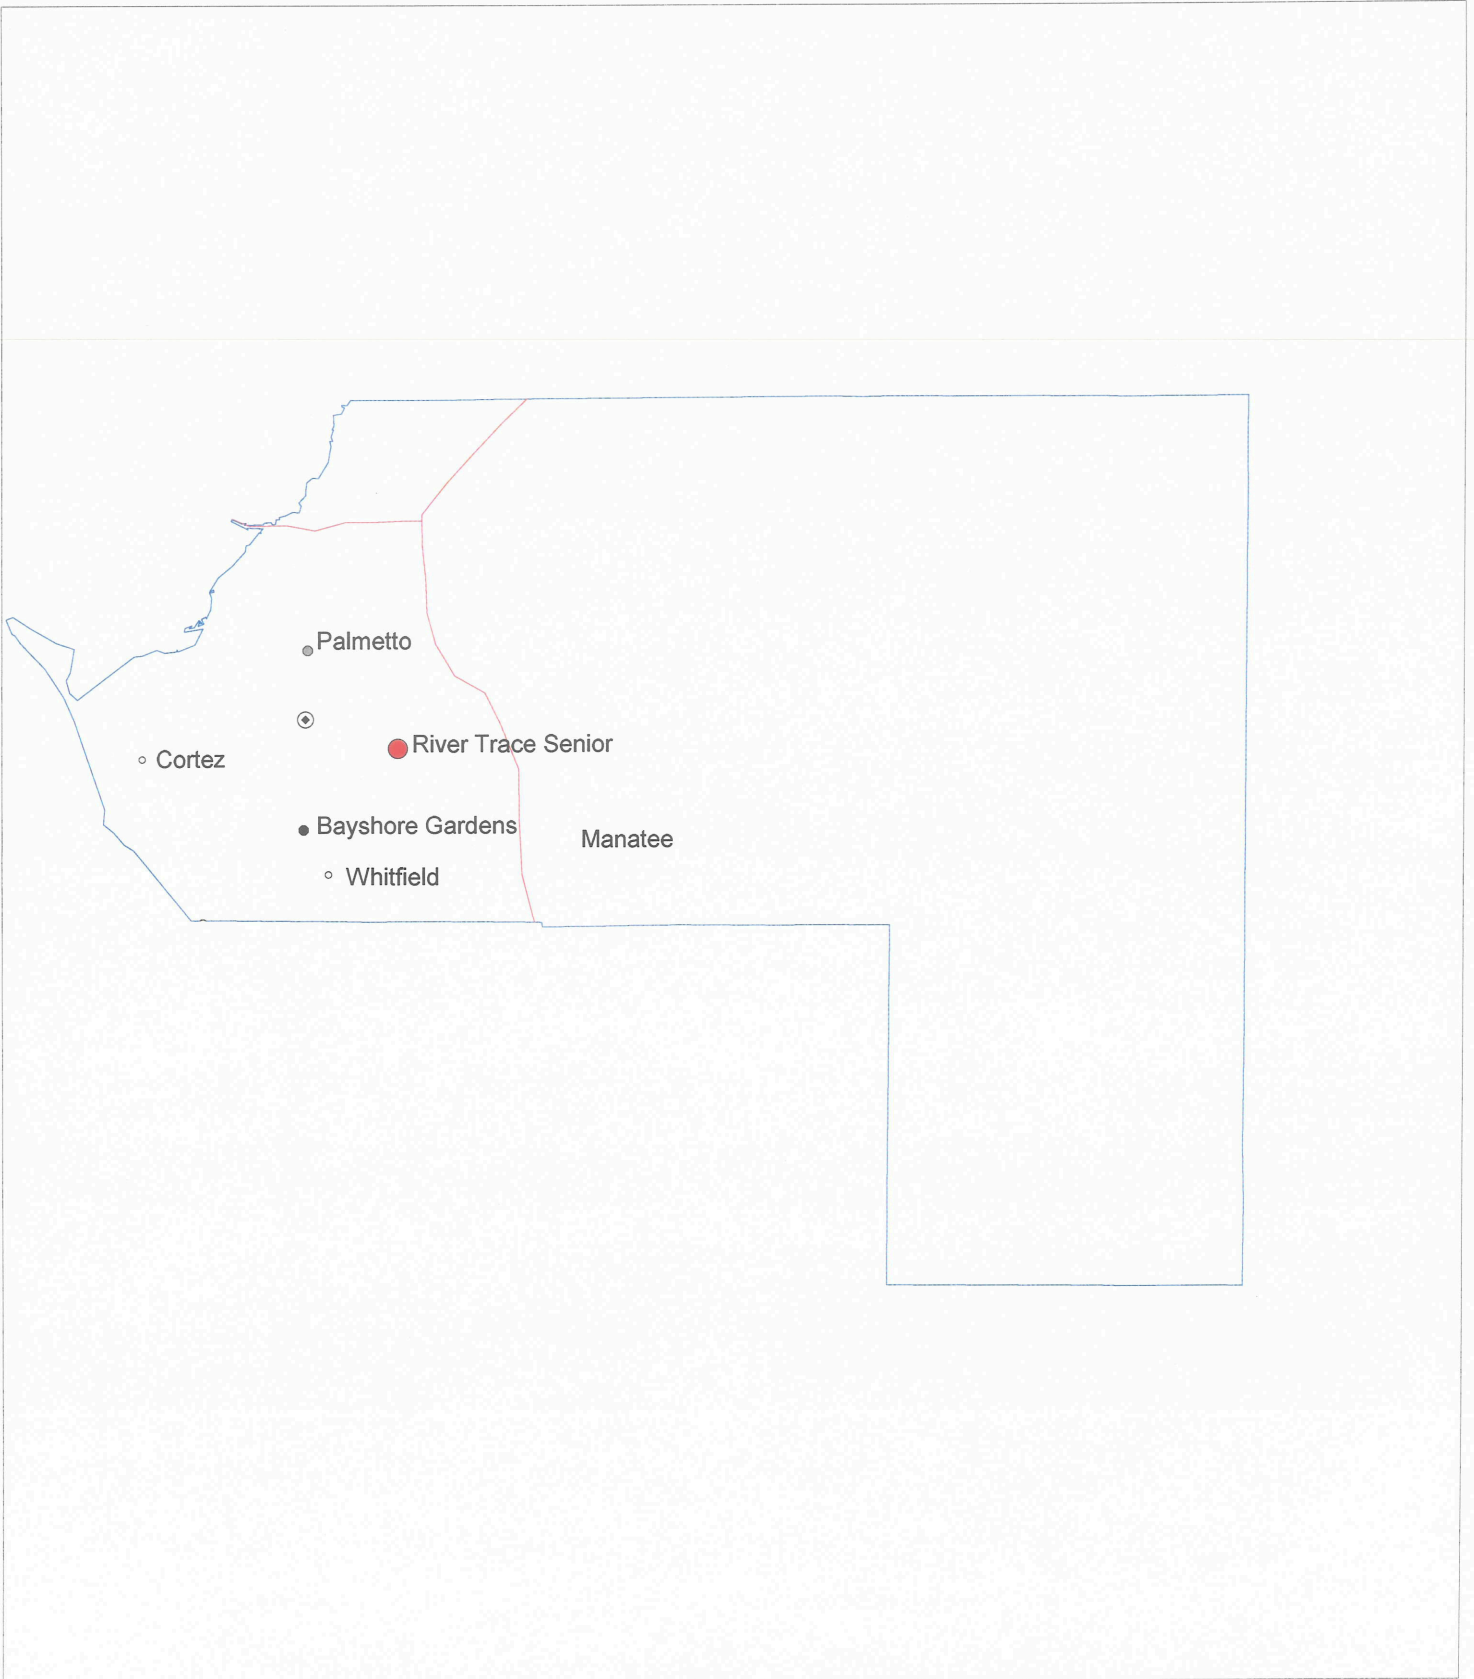 Palmetto
River Trace Senior
Cortez
Bayshore Gardens
Manatee
Whitfield